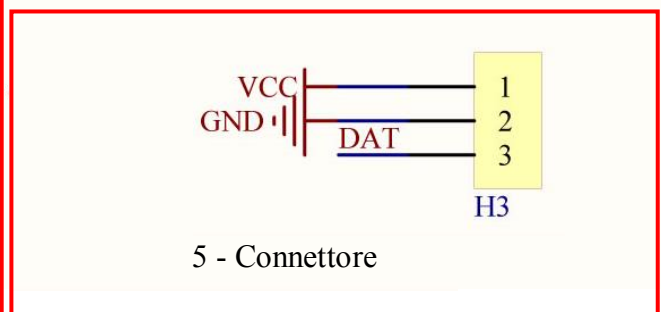 VCC 1
GND 2
DAT 3
H3
5 - Connettore